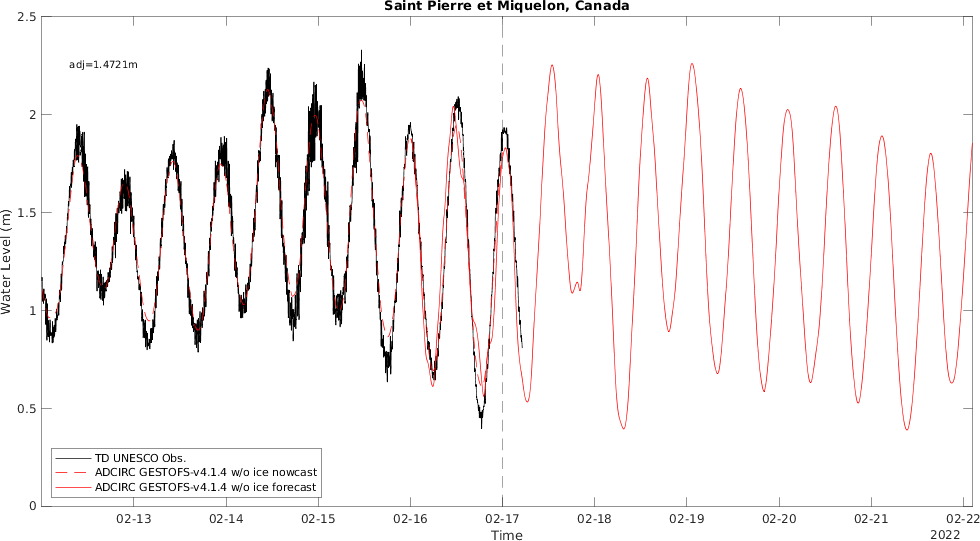 Saint Pierre et Miquelon, Canada
2.5
adj=1.4721m
2
1.5
Water Level (m)
1
0.5
TD UNESCO Obs.
ADCIRC GESTOFS-v4.1.4 w/o ice nowcast
ADCIRC GESTOFS-v4.1.4 w/o ice forecast
0
02-13 02-14 02-15 02-16 02-17 02-18 02-19 02-20 02-21 02-22
Time 2022